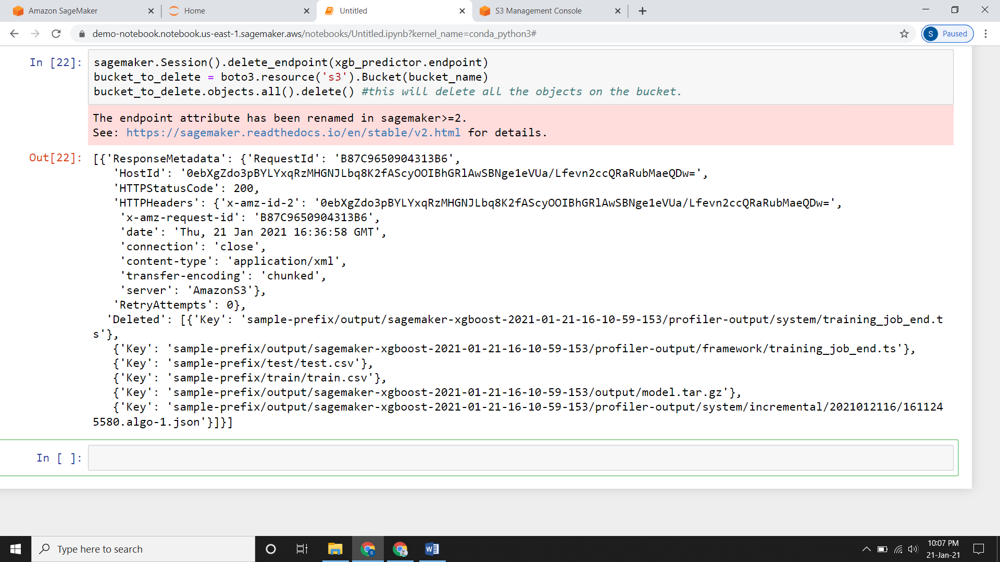 Amazon SageMaker
Home
Untitled
S3 Management Console
demo-notebook.notebook.us-east-1.sagemaker.aws/notebooks/Untitled.ipynb?kernel_name=conda_python3#
S Paused
In [22]: sagemaker.Session().delete_endpoint(xgb_predictor.endpoint)
bucket_to_delete = boto3.resource('s3').Bucket(bucket_name)
bucket_to_delete.objects.all().delete() #this will delete all the objects on the bucket.
The endpoint attribute has been renamed in sagemaker>=2.
See: https://sagemaker.readthedocs.io/en/stable/v2.html for details.
Out[22]: [{'ResponseMetadata': {'RequestId': 'B87C9650904313B6',
'HostId': '0ebXgZdo3pBYLYxqRzMHGNJLbq8K2fAScyOOIBhGRlAwSBNge1eVUa/Lfevn2ccQRaRubMaeQDw=',
'HTTPStatusCode': 200,
'HTTPHeaders': {'x-amz-id-2': '0ebXgZdo3pBYLYxqRzMHGNJLbq8K2fAScyOOIBhGRlAwSBNge1eVUa/Lfevn2ccQRaRubMaeQDw=',
'x-amz-request-id': 'B87C9650904313B6',
'date': 'Thu, 21 Jan 2021 16:36:58 GMT',
'connection': 'close',
'content-type': 'application/xml',
'transfer-encoding': 'chunked',
'server': 'AmazonS3'},
'RetryAttempts': 0},
'Deleted': [{'Key': 'sample-prefix/output/sagemaker-xgboost-2021-01-21-16-10-59-153/profiler-output/system/training_job_end.t
s'},
{'Key': 'sample-prefix/output/sagemaker-xgboost-2021-01-21-16-10-59-153/profiler-output/framework/training_job_end.ts'},
{'Key': 'sample-prefix/test/test.csv'},
{'Key': 'sample-prefix/train/train.csv'},
{'Key': 'sample-prefix/output/sagemaker-xgboost-2021-01-21-16-10-59-153/output/model.tar.gz'},
{'Key': 'sample-prefix/output/sagemaker-xgboost-2021-01-21-16-10-59-153/profiler-output/system/incremental/2021012116/161124
5580.algo-1.json'}]}]
In [ ]:
Type here to search
10:07 PM
21-Jan-21